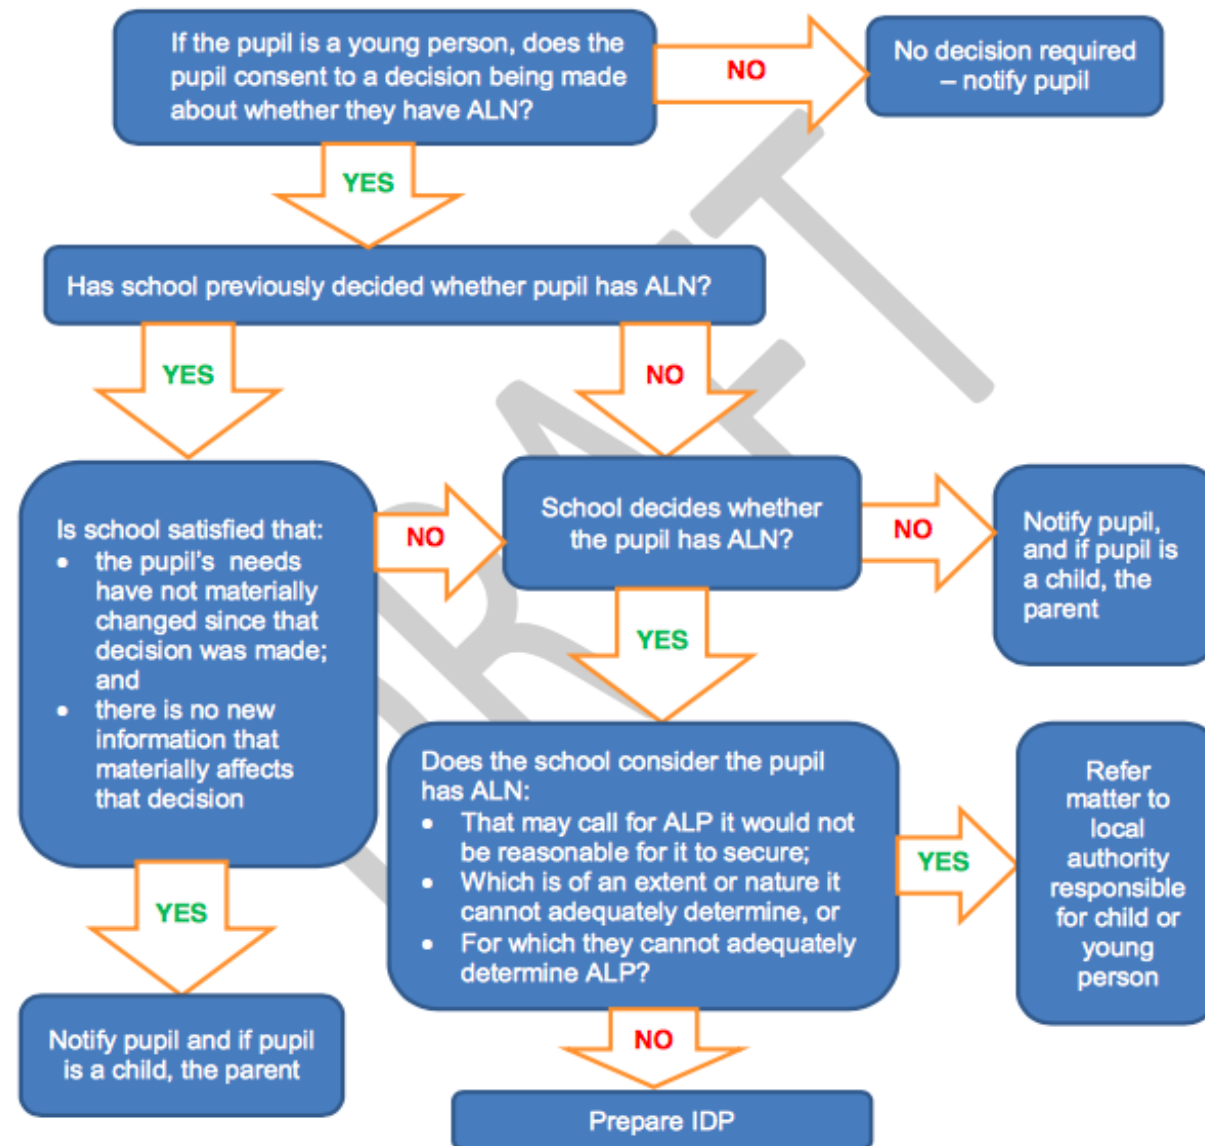 If the pupil is a young person, does the
pupil consent to a decision being made
about whether they have ALN?
NO
No decision required
– notify pupil
YES
Has school previously decided whether pupil has ALN?
YES
NO
Is school satisfied that:
• the pupil's needs
have not materially
changed since that
decision was made;
and
• there is no new
information that
materially affects
that decision
NO
School decides whether
the pupil has ALN?
NO
Notify pupil,
and if pupil is
a child, the
parent
YES
Does the school consider the pupil
has ALN:
• That may call for ALP it would not
be reasonable for it to secure;
• Which is of an extent or nature it
cannot adequately determine, or
• For which they cannot adequately
determine ALP?
YES
Refer
matter to
local
authority
responsible
for child or
young
person
YES
Notify pupil and if pupil
is a child, the parent
NO
Prepare IDP
DRAFT